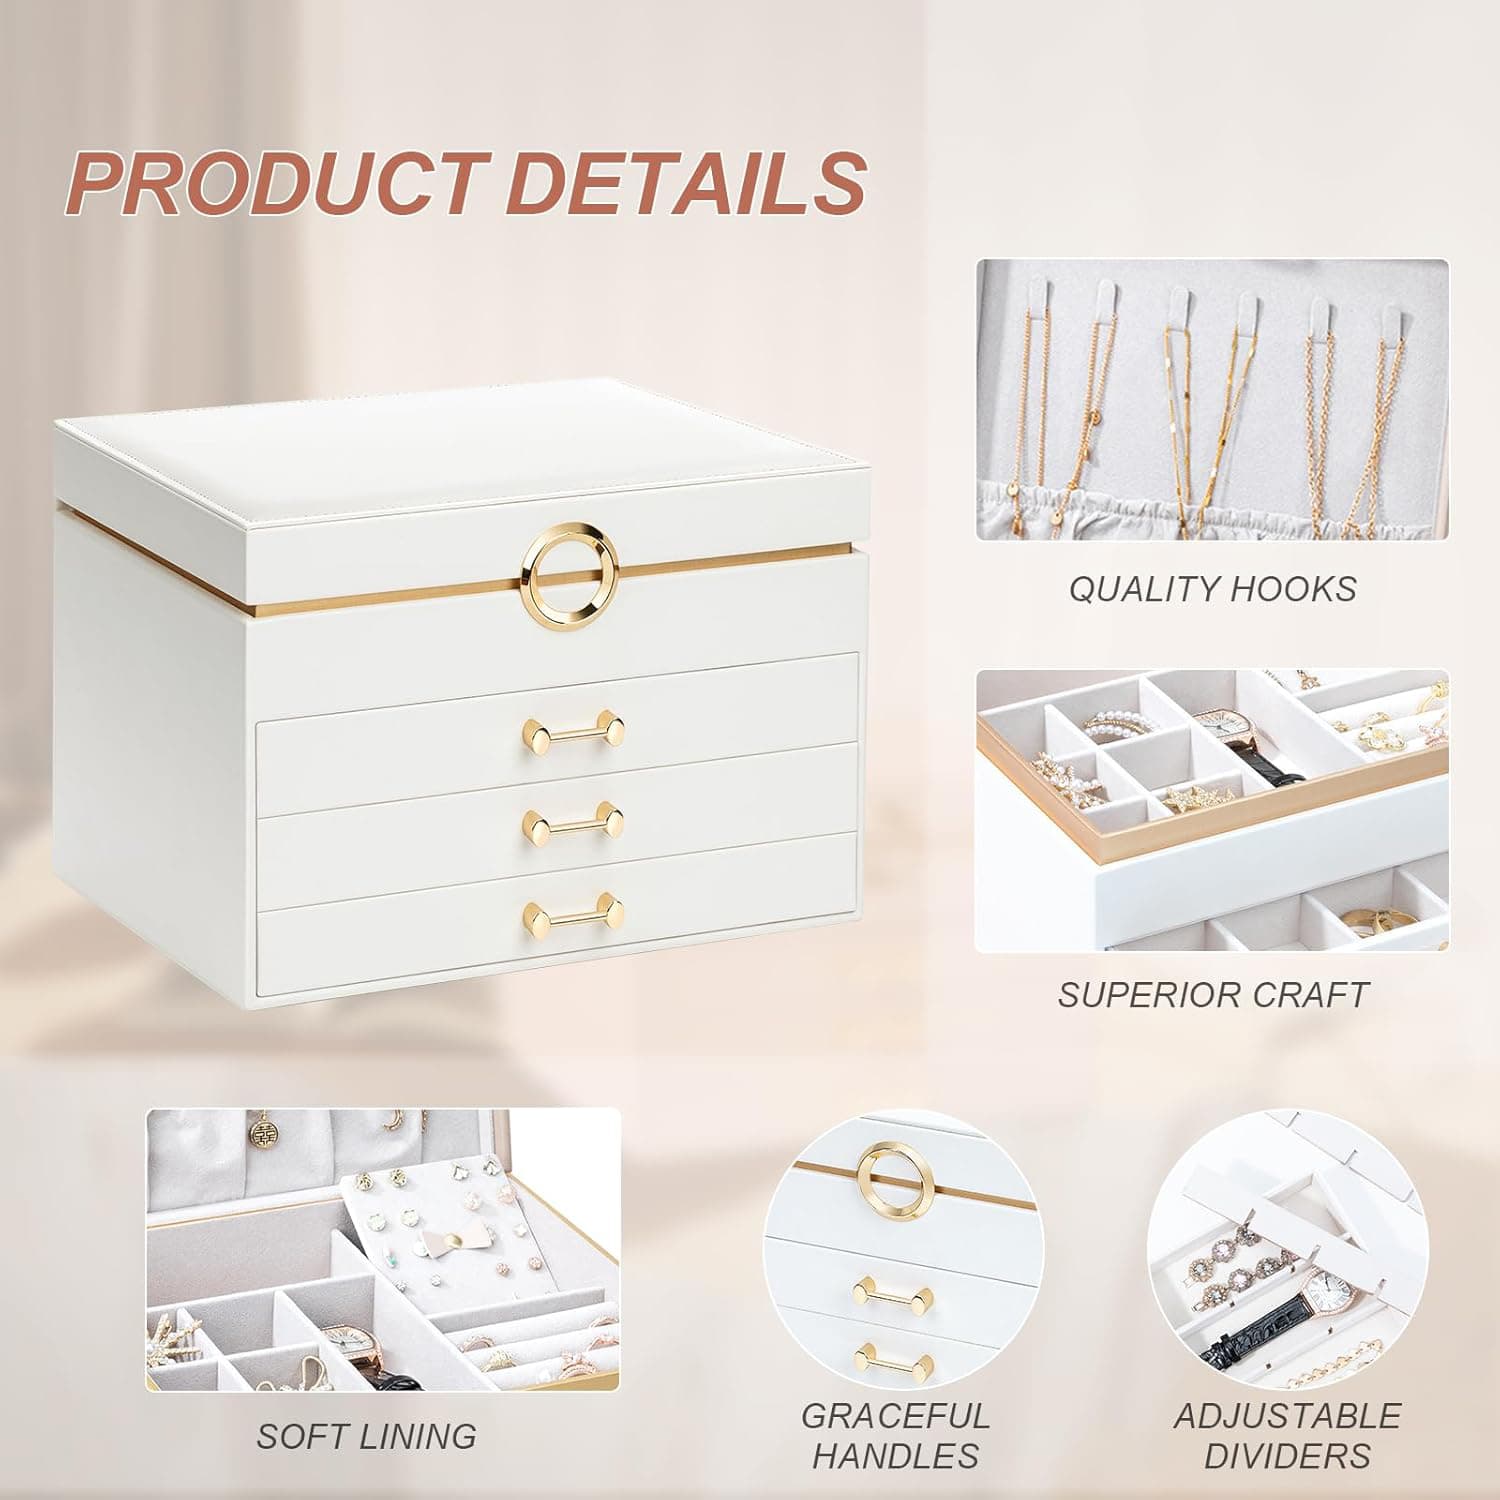 PRODUCT DETAILS
QUALITY HOOKS
SUPERIOR CRAFT
SOFT LINING
GRACEFUL
HANDLES
ADJUSTABLE
DIVIDERS